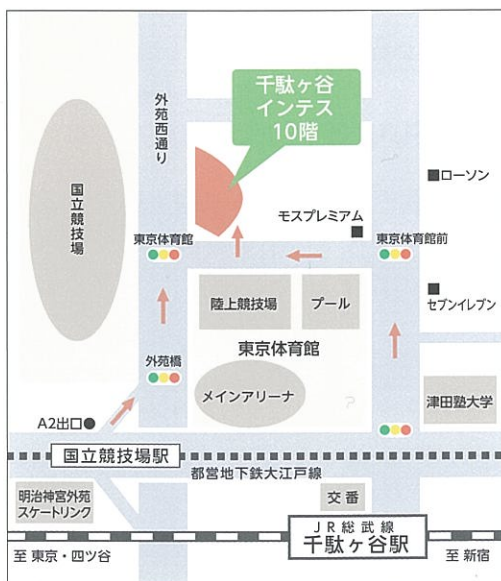 千駄ヶ谷
インテス
10階
外苑西通り
国立競技場
■ローソン
モスプレミアム
東京体育館
東京体育館前
セブンイレブン
陸上競技場
プール
東京体育館
外苑橋
メインアリーナ
津田塾大学
A2出口●
国立競技場駅
都営地下鉄大江戸線
明治神宮外苑
スケートリンク
交番
JR総武線
千駄ヶ谷駅
至 東京・四ツ谷
至 新宿